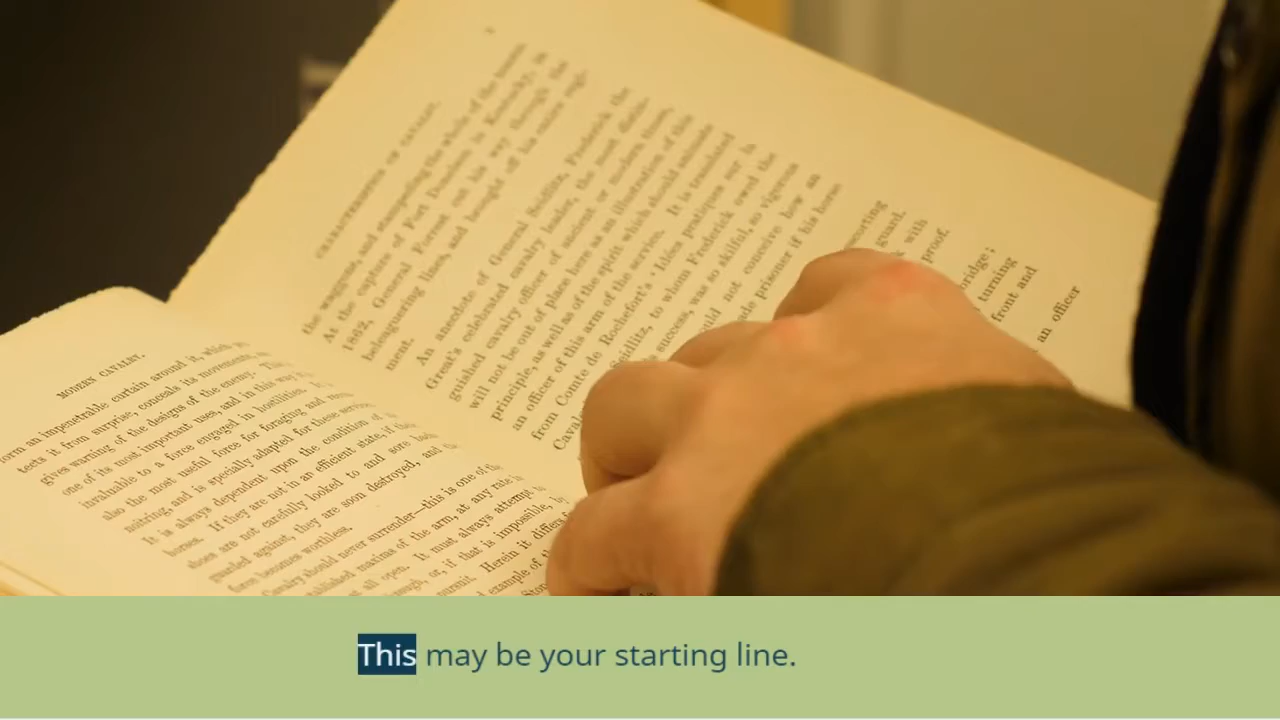 MODERN CAVALRY.
form an impenetrable curtain around it, which
tects it from surprise, conceals its movements
gives warning of the designs of the enemy. Th
one of its most important uses, and in this way
invaluable to a force engaged in hostilities.
also the most useful force for foraging and
mitring and is specially adapted for these
It is always dependent upon the condition of
horses. If they are not in an efficient state, if
shoes are not carefully looked to and sore
guarded against, they are soon destroyed, and
force becomes worthless.
Cavalry should never surrender—this is one of
maxims of the arm, at any rate
all open. It must always attempt
or, if that is impossible,
Herein it differs
example of
CHARACTERISTICS OF CAVALRY.
the waggons, and stampeding the whole of the
At the capture of Fort Donelson in Kentucky, in
1862, General Forrest cut his way through the
beleaguering lines, and brought off his entire
ment.
An anecdote of General Seidlitz, Frederick the
Great's celebrated cavalry leader, the most distin-
guished cavalry officer of ancient or modern times,
will not be out of place here as an illustration of this
principle, as well as of the spirit which should animate
an officer of this arm of the service. It is translated
from Comte de Rochefort's 'Idées pratiques sur la
Cava Seidlitz, to whom Frederick owed the
success, was so skilful, so vigorous
ould not conceive how an
ade prisoner if his horse
escorting
guard,
with
proof.
bridge;
turning
front and
an officer
This may be your starting line.